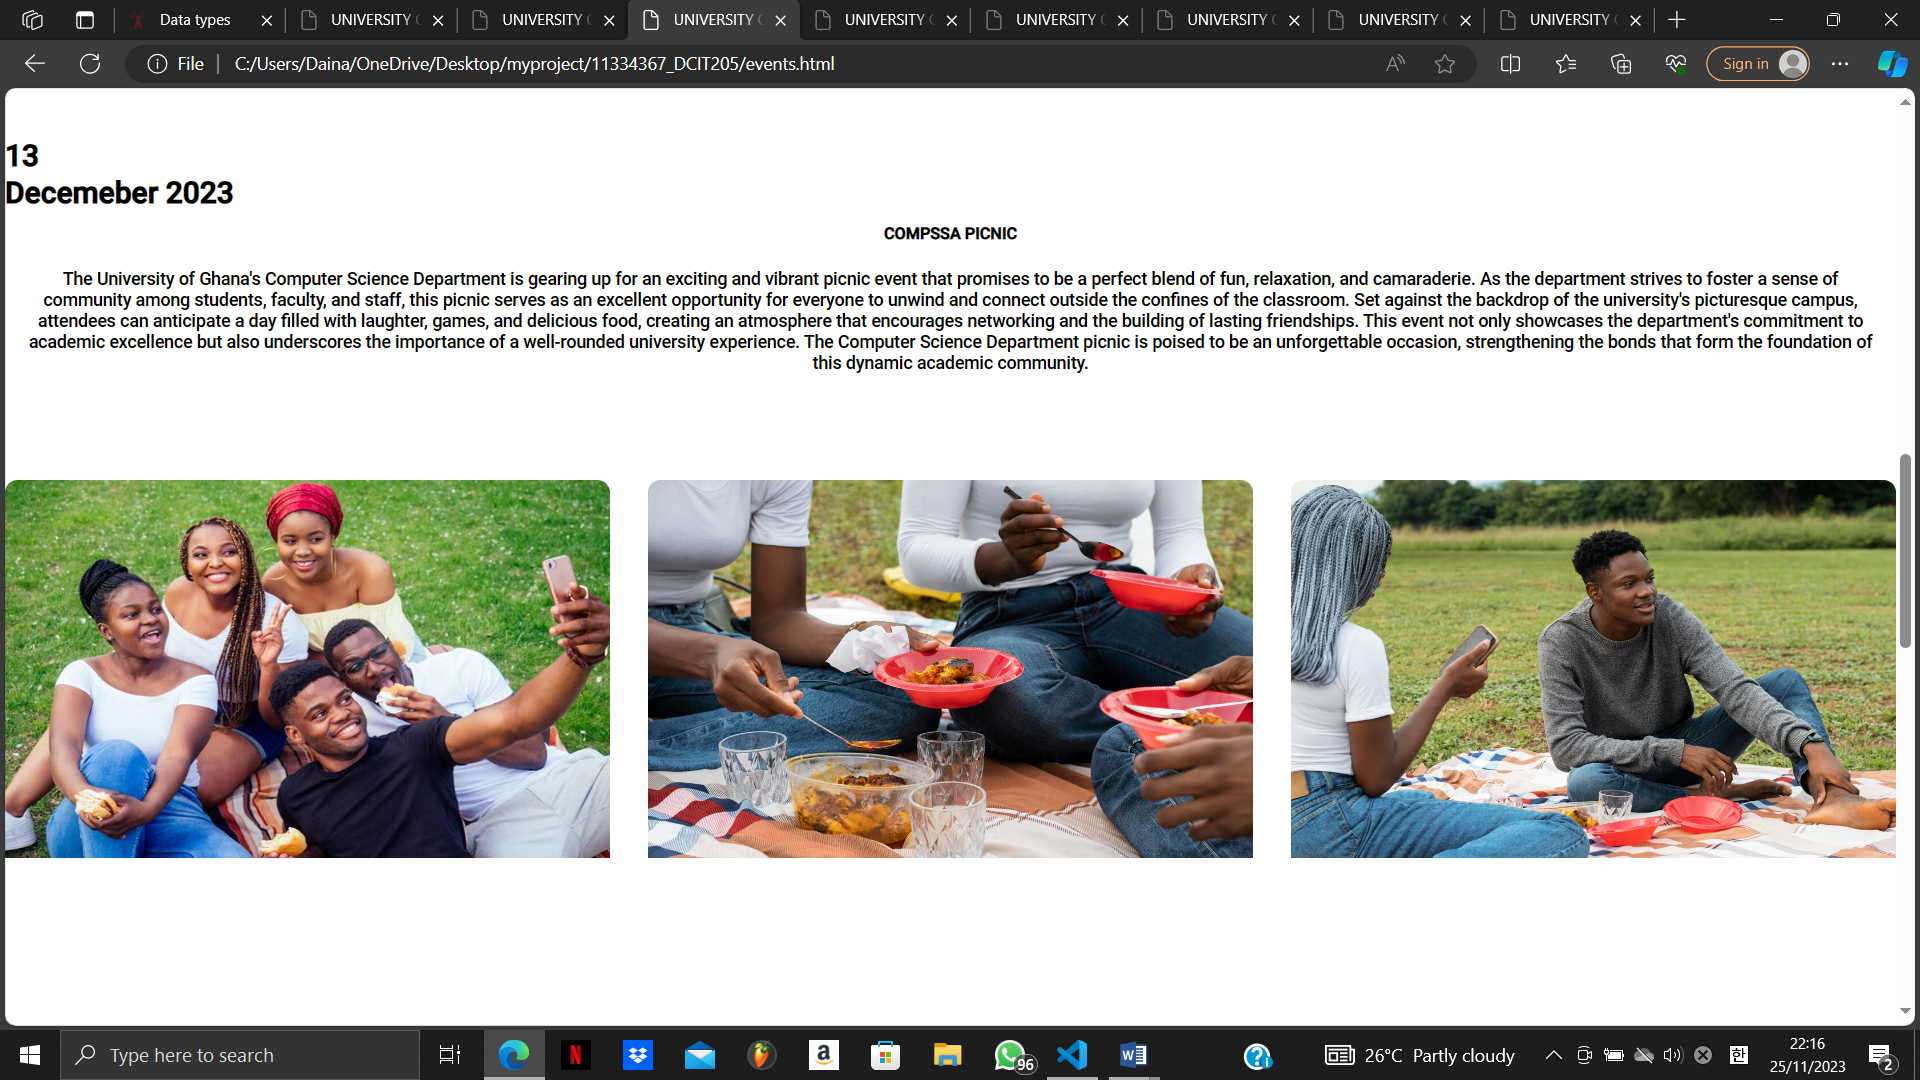 Data types
UNIVERSITY
UNIVERSITY
UNIVERSITY
UNIVERSITY
UNIVERSITY
UNIVERSITY
UNIVERSITY
UNIVERSITY
File
C:/Users/Daina/OneDrive/Desktop/myproject/11334367_DCIT205/events.html
Sign in
13
Decemeber 2023
COMPSSA PICNIC
The University of Ghana's Computer Science Department is gearing up for an exciting and vibrant picnic event that promises to be a perfect blend of fun, relaxation, and camaraderie. As the department strives to foster a sense of
community among students, faculty, and staff, this picnic serves as an excellent opportunity for everyone to unwind and connect outside the confines of the classroom. Set against the backdrop of the university's picturesque campus,
attendees can anticipate a day filled with laughter, games, and delicious food, creating an atmosphere that encourages networking and the building of lasting friendships. This event not only showcases the department's commitment to
academic excellence but also underscores the importance of a well-rounded university experience. The Computer Science Department picnic is poised to be an unforgettable occasion, strengthening the bonds that form the foundation of
this dynamic academic community.
Type here to search
96
26°C Partly cloudy
한
22:16
25/11/2023
2